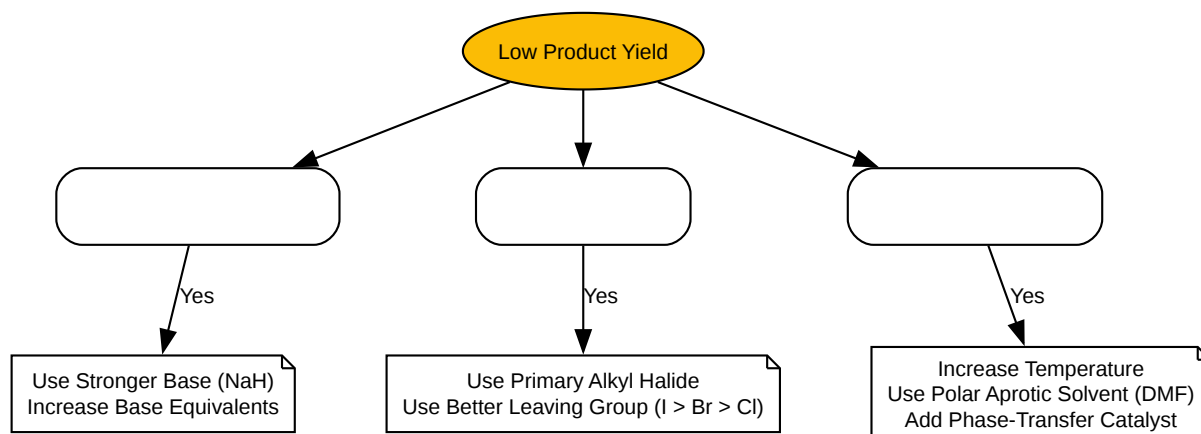 Low Product Yield
Yes
Yes
Yes
Use Stronger Base (NaH)
Increase Base Equivalents
Use Primary Alkyl Halide
Use Better Leaving Group (I > Br > Cl)
Increase Temperature
Use Polar Aprotic Solvent (DMF)
Add Phase-Transfer Catalyst